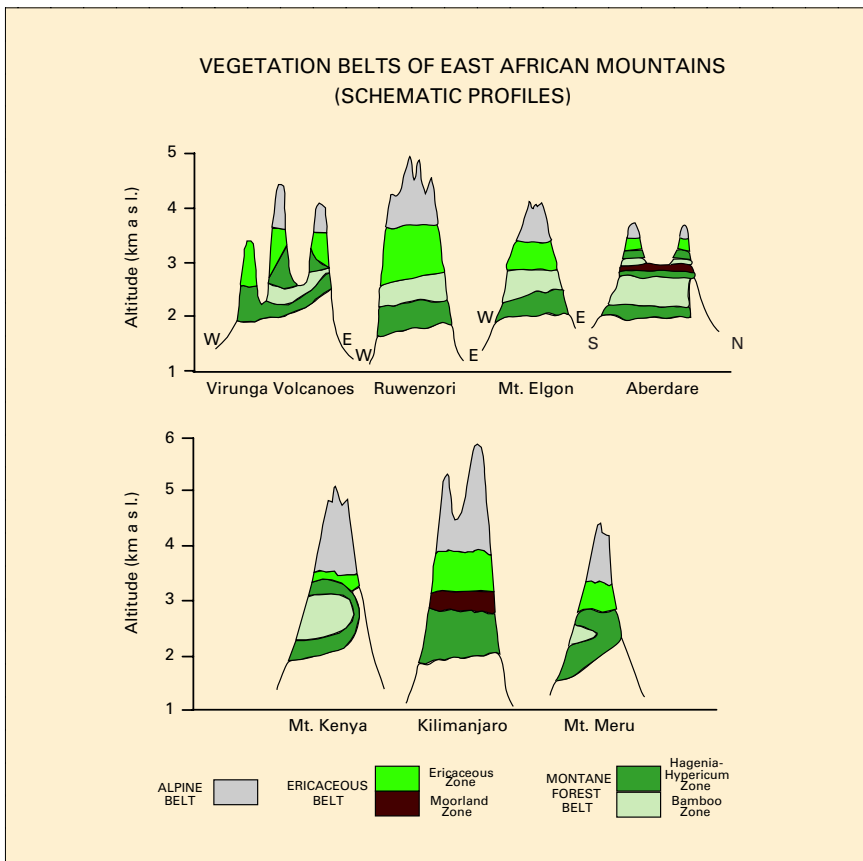 VEGETATION BELTS OF EAST AFRICAN MOUNTAINS
(SCHEMATIC PROFILES)
Altitude (km a s l.)
5
4
3
2
1
W
E
W
E
W
E
S
N
Virunga Volcanoes
Ruwenzori
Mt. Elgon
Aberdare
Altitude (km a s l.)
6
5
4
3
2
1
Mt. Kenya
Kilimanjaro
Mt. Meru
ALPINE
BELT
ERICACEOUS
BELT
Ericaceous
Zone
Moorland
Zone
MONTANE
FOREST
BELT
Hagenia-
Hypericum
Zone
Bamboo
Zone